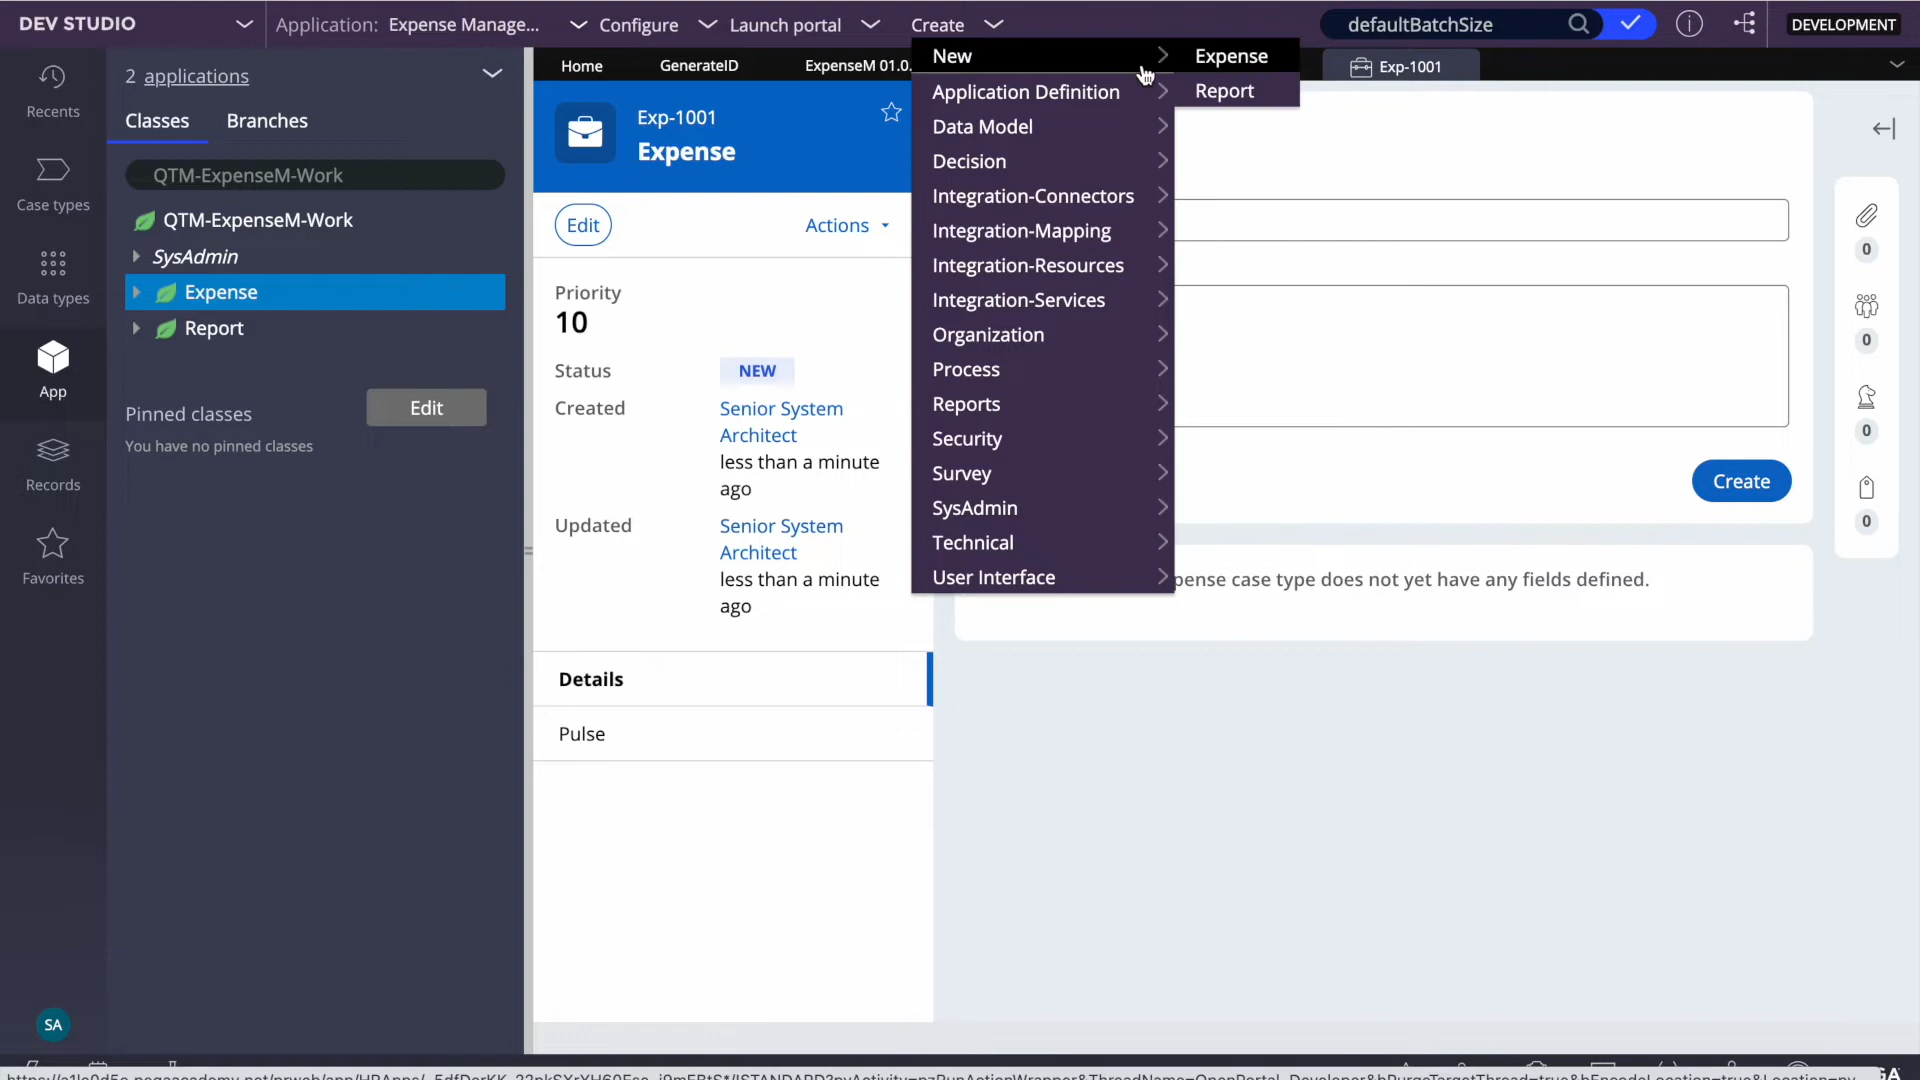 DEV STUDIO
Application: Expense Manage...
Configure
Launch portal
Create
defaultBatchSize
DEVELOPMENT
Recents
Case types
Data types
App
Records
Favorites
SA
2 applications
Classes
Branches
QTM-ExpenseM-Work
QTM-ExpenseM-Work
SysAdmin
Expense
Report
Pinned classes
Edit
You have no pinned classes
Home
GenerateID
ExpenseM 01.0.
Exp-1001
Exp-1001
Expense
Edit
Actions
Priority
10
Status
NEW
Created
Senior System
Architect
less than a minute
ago
Updated
Senior System
Architect
less than a minute
ago
Details
Pulse
New
Application Definition
Data Model
Decision
Integration-Connectors
Integration-Mapping
Integration-Resources
Integration-Services
Organization
Process
Reports
Security
Survey
SysAdmin
Technical
User Interface
Expense
Report
Create
pense case type does not yet have any fields defined.
0
0
0
0